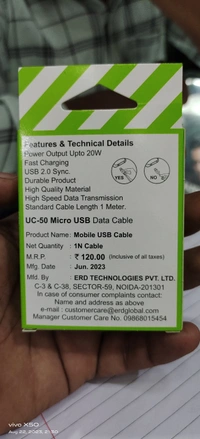 Features & Technical Details
Power Output Upto 20W
Fast Charging
USB 2.0 Sync.
Durable Product
High Quality Material
High Speed Data Transmission
Standard Cable Length 1 Meter.
YES
NO
UC-50 Micro USB Data Cable
Product Name: Mobile USB Cable
Net Quantity : 1N Cable
M.R.P. : ₹ 120.00 (Inclusive of all taxes)
Mfg. Date : Jun. 2023
Mfd. By : ERD TECHNOLOGIES PVT. LTD.
C-3 & C-38, SECTOR-59, NOIDA-201301
In case of consumer complaints contact:
Name and address as above
e-mail : customercare@erdglobal.com
Manager Customer Care No. 09868015454
vivo X50